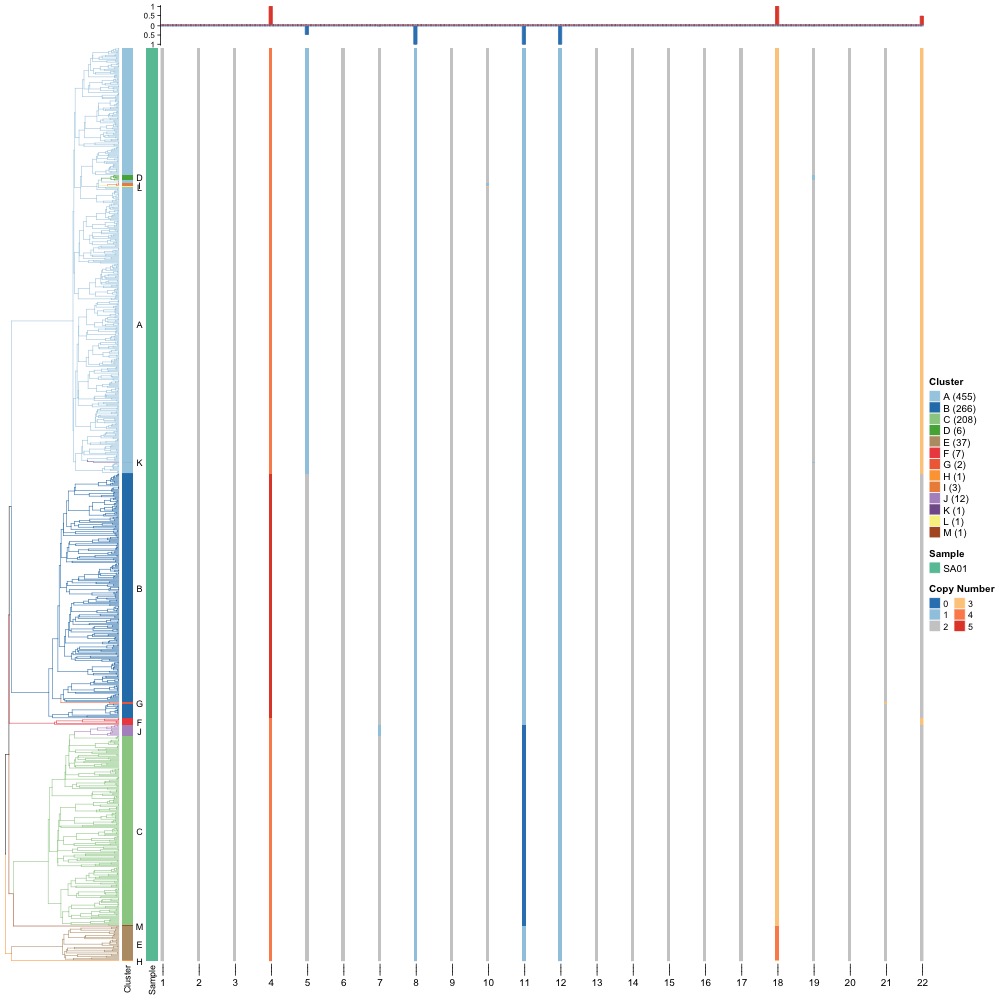 1
0.5
0
0.5
1
D
L
A
K
B
G
F
J
C
M
E
H
Cluster
Sample
1 2 3 4 5 6 7 8 9 10 11 12 13 14 15 16 17 18 19 20 21 22
Cluster
A (455)
B (266)
C (208)
D (6)
E (37)
F (7)
G (2)
H (1)
I (3)
J (12)
K (1)
L (1)
M (1)
Sample
SA01
Copy Number
0 3
1 4
2 5